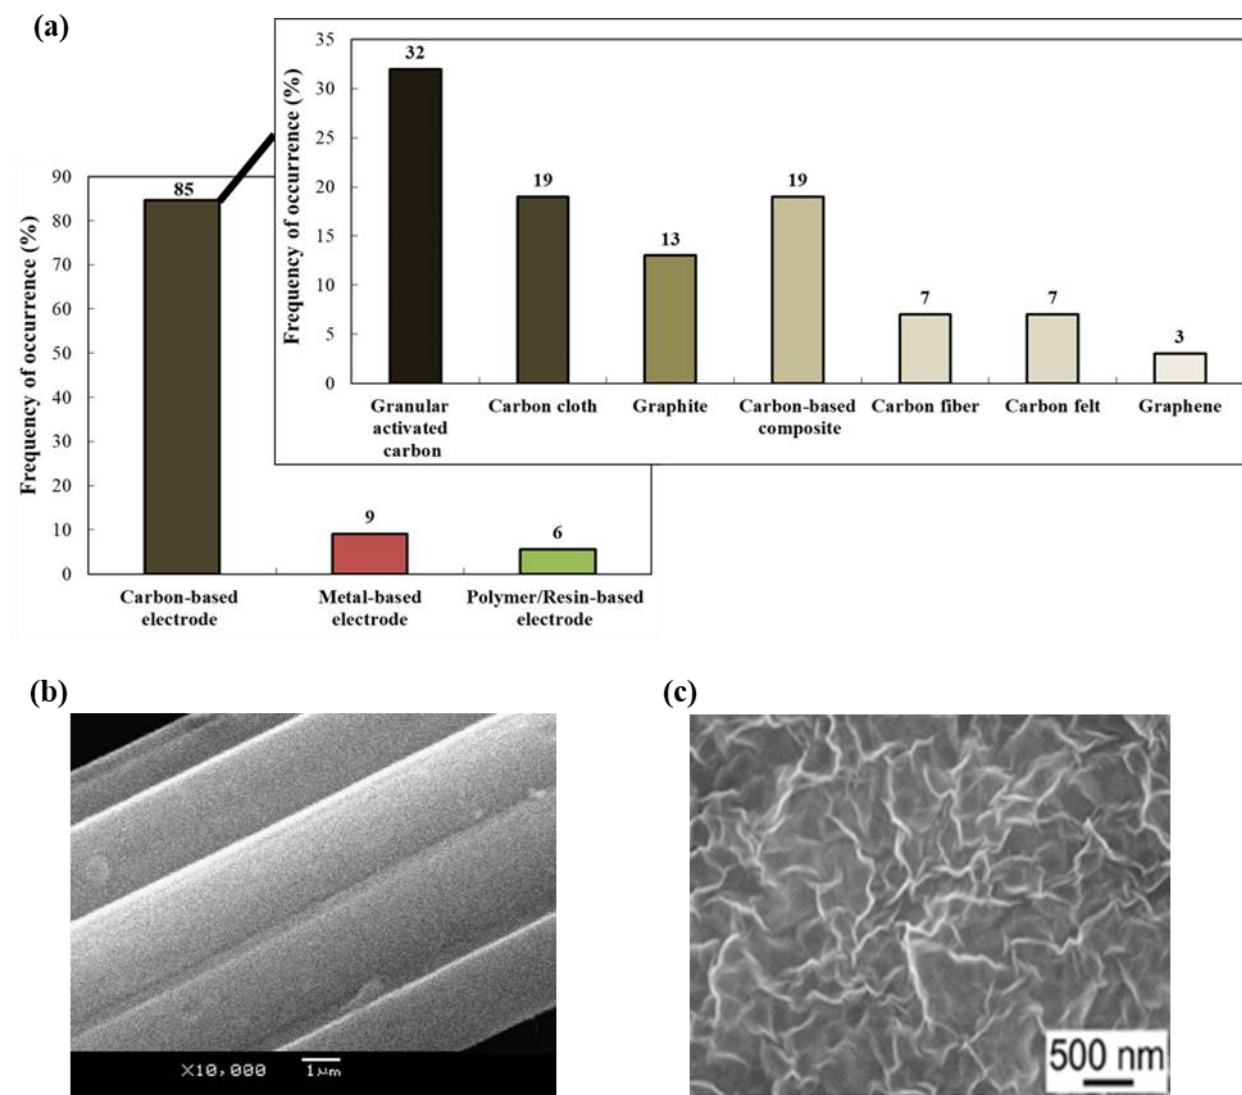 (a)
Frequency of occurrence (%)
35
30
25
20
15
10
5
0
32
19
13
19
7
7
3
Granular
activated
carbon
Carbon cloth
Graphite
Carbon-based
composite
Carbon fiber
Carbon felt
Graphene
Frequency of occurrence (%)
90
80
70
60
50
40
30
20
10
0
85
9
6
Carbon-based
electrode
Metal-based
electrode
Polymer/Resin-based
electrode
(b)
X10,000 1μm
(c)
500 nm